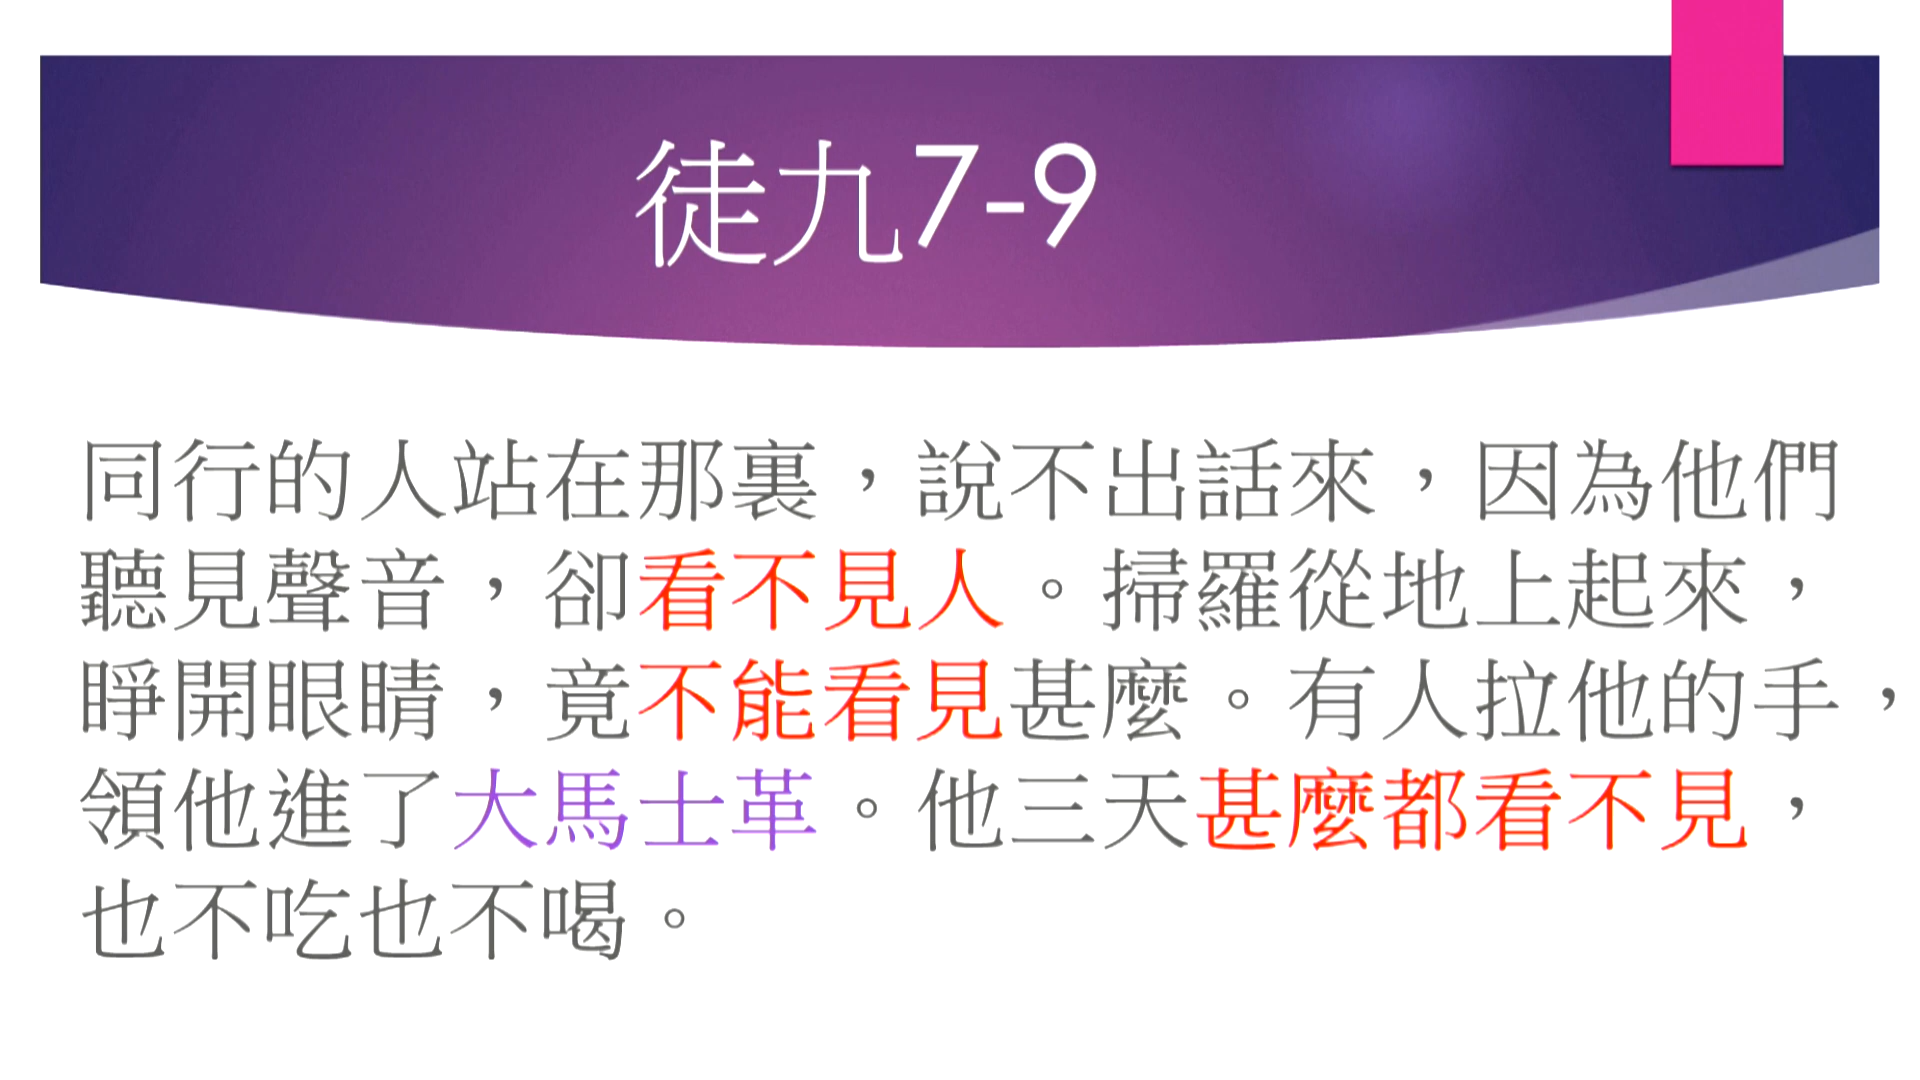 徒九7-9
同行的人站在那裏，說不出話來，因為他們
聽見聲音，卻看不見人。掃羅從地上起來，
睜開眼睛，竟不能看見甚麼。有人拉他的手，
領他進了大馬士革。他三天甚麼都看不見，
也不吃也不喝。